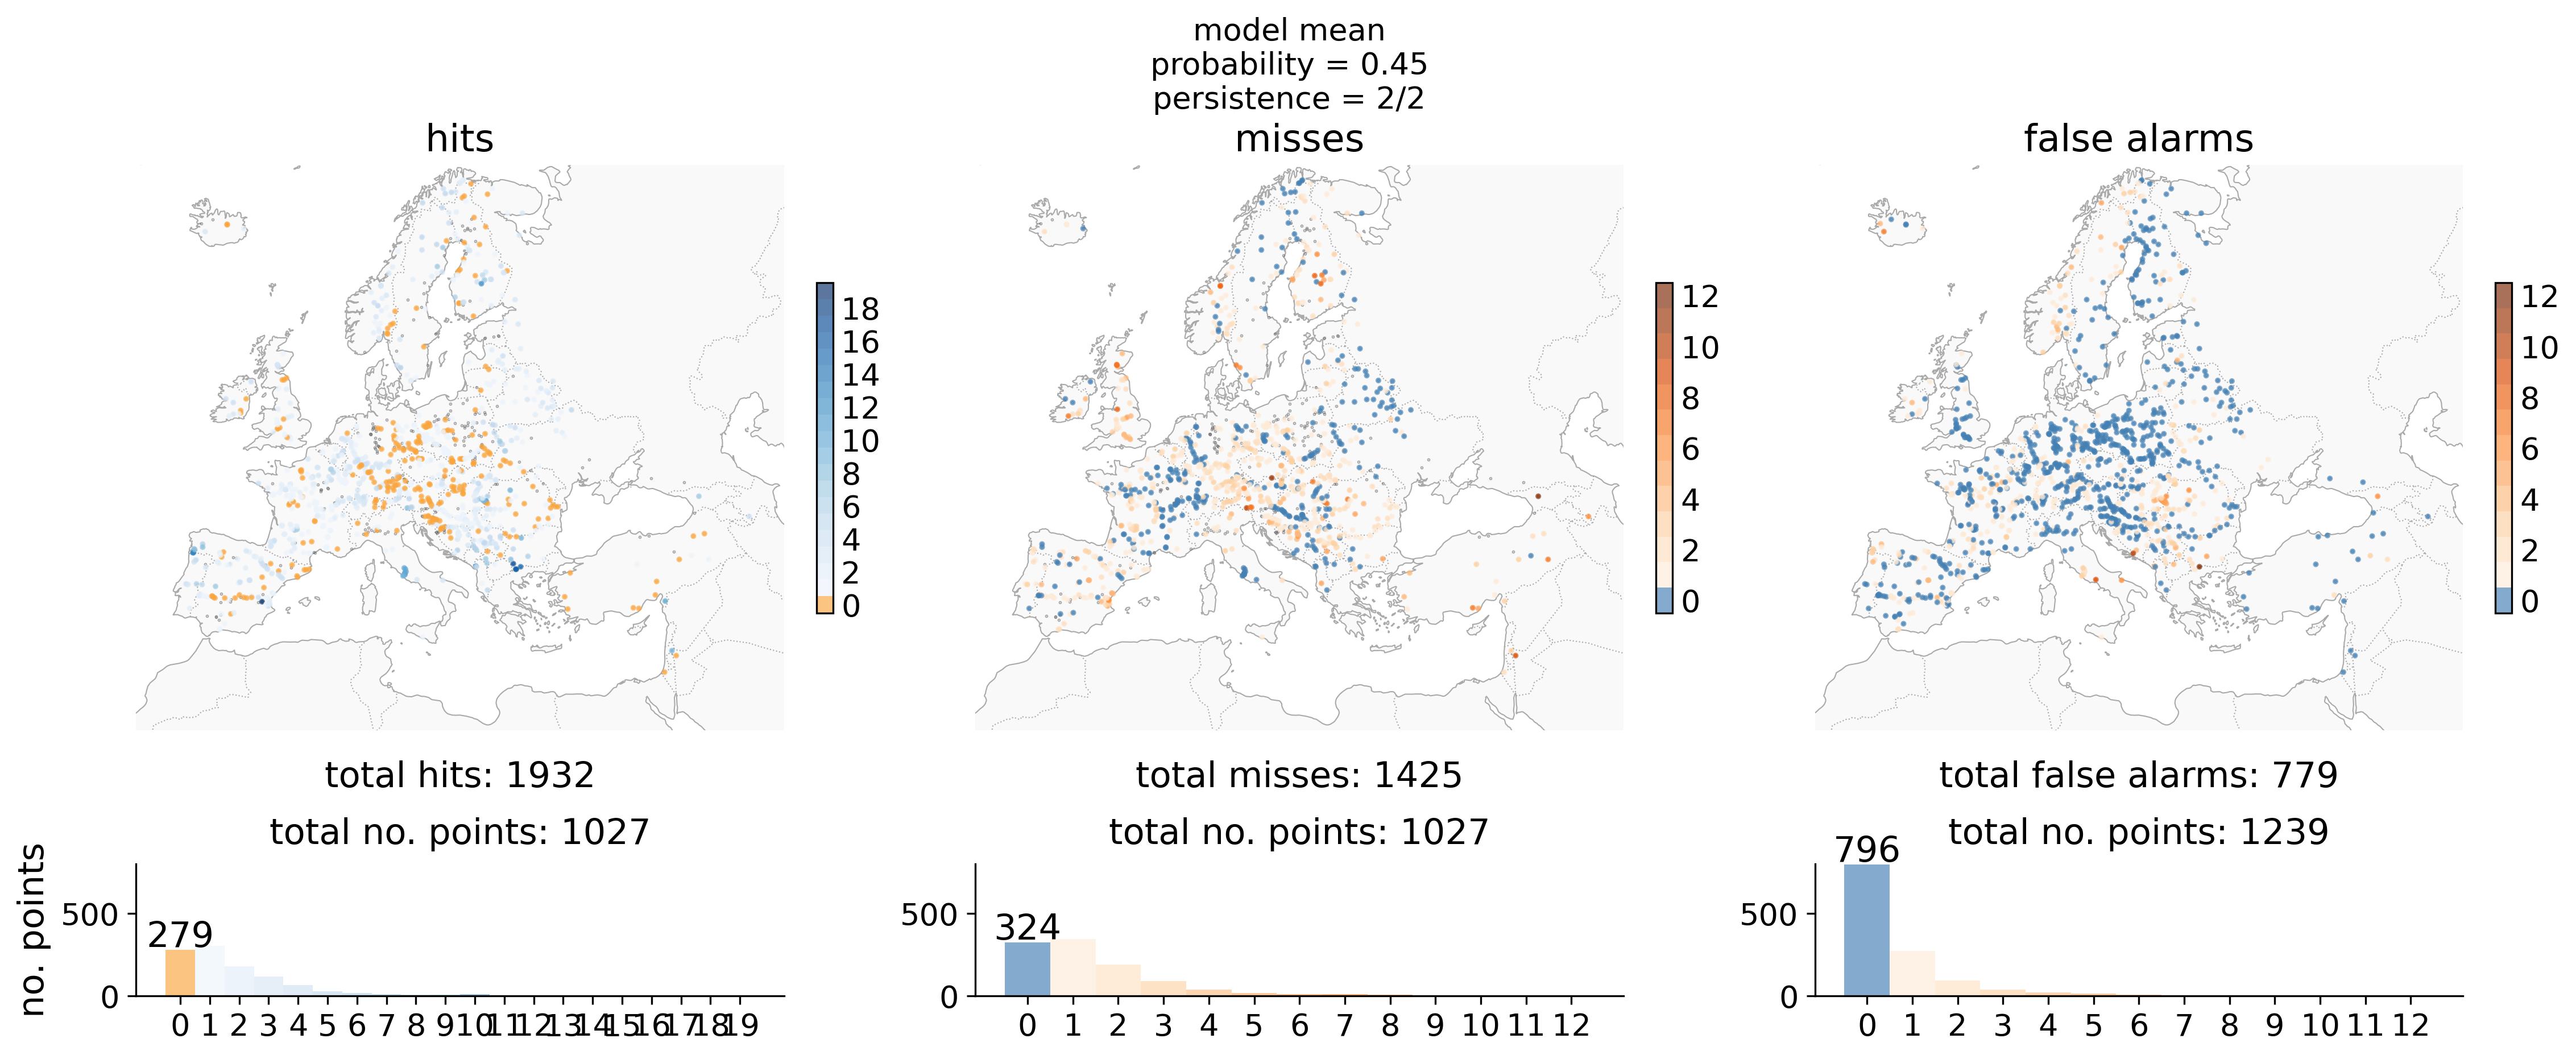 model mean
probability = 0.45
persistence = 2/2
hits
misses
false alarms
18
16
14
12
10
8
6
4
2
0
12
10
8
6
4
2
0
12
10
8
6
4
2
0
total hits: 1932
total misses: 1425
total false alarms: 779
total no. points: 1027
total no. points: 1027
total no. points: 1239
no. points
500
0
279
0 1 2 3 4 5 6 7 8 9 10 11 12 13 14 15 16 17 18 19
500
0
324
0 1 2 3 4 5 6 7 8 9 10 11 12
500
0
796
0 1 2 3 4 5 6 7 8 9 10 11 12